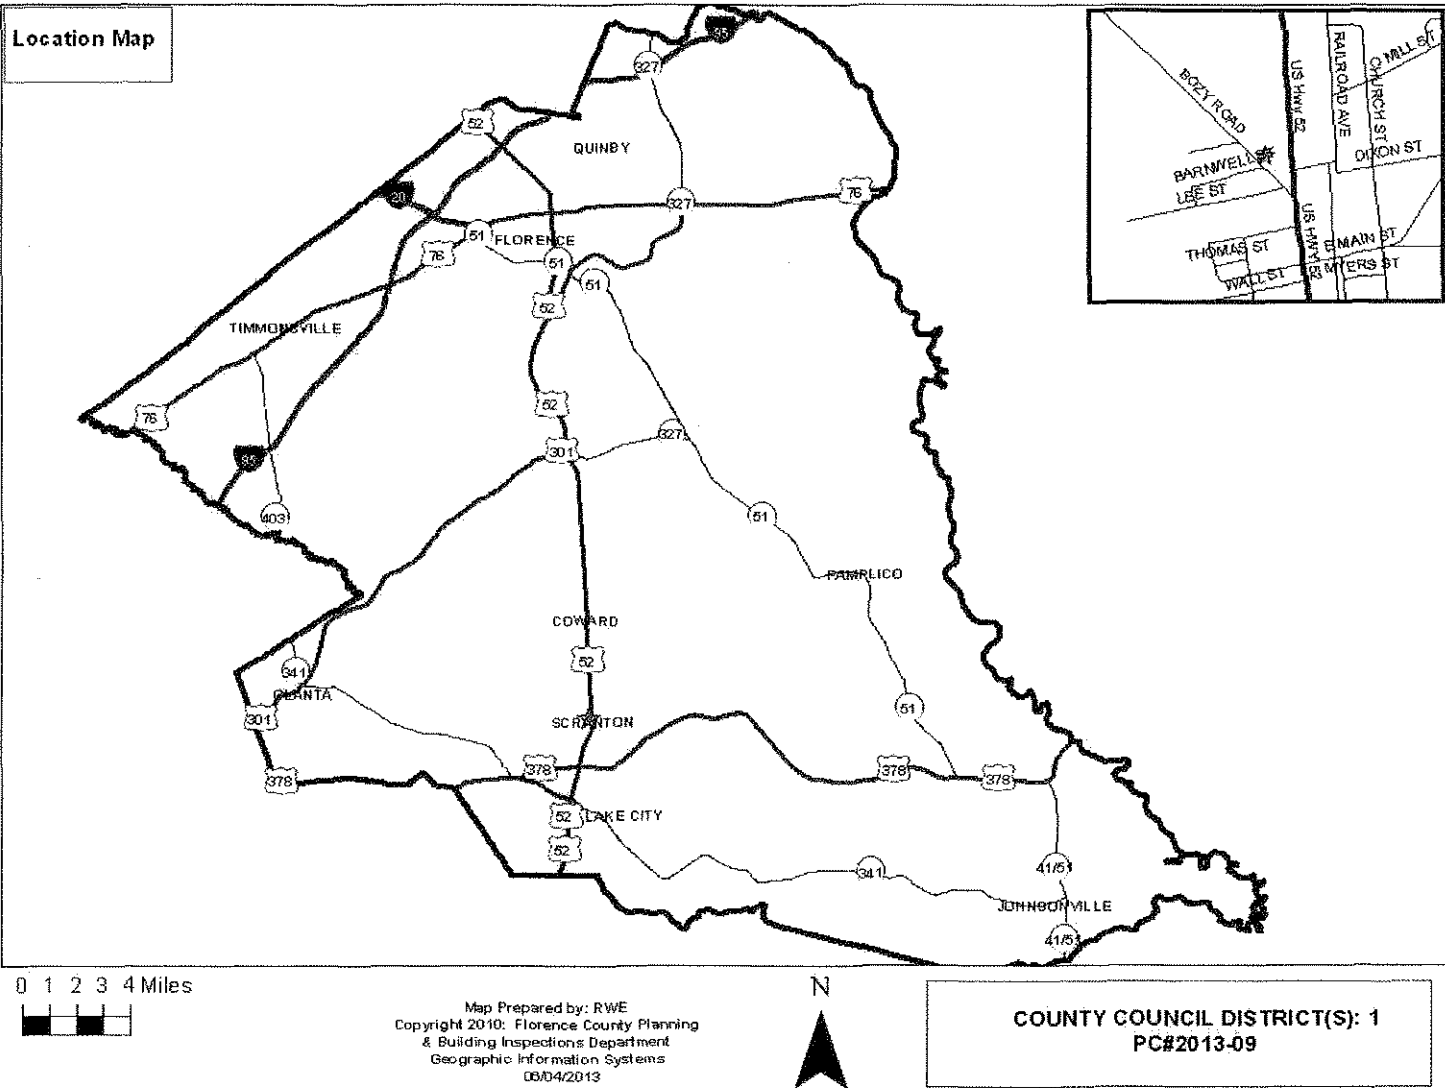 Location Map
BOZY ROAD
US Hwy 52
RAILROAD AVE
CHURCH ST
MILL ST
BARNWELL ST
DIXON ST
LEE ST
US HWY 52
THOMAS ST
E MAIN ST
WALL ST
MYERS ST
95
327
52
QUINBY
20
76
327
51
FLORENCE
76
51
51
52
TIMMONSVILLE
76
52
327
301
95
403
51
PAMPLICO
COWARD
52
341
OLANTA
301
51
SCRANTON
378
378
378
378
52
LAKE CITY
52
341
41/51
JOHNSONVILLE
41/51
0 1 2 3 4 Miles
Map Prepared by: RWE
Copyright 2010: Florence County Planning
& Building Inspections Department
Geographic Information Systems
06/04/2013
N
COUNTY COUNCIL DISTRICT(S): 1
PC#2013-09